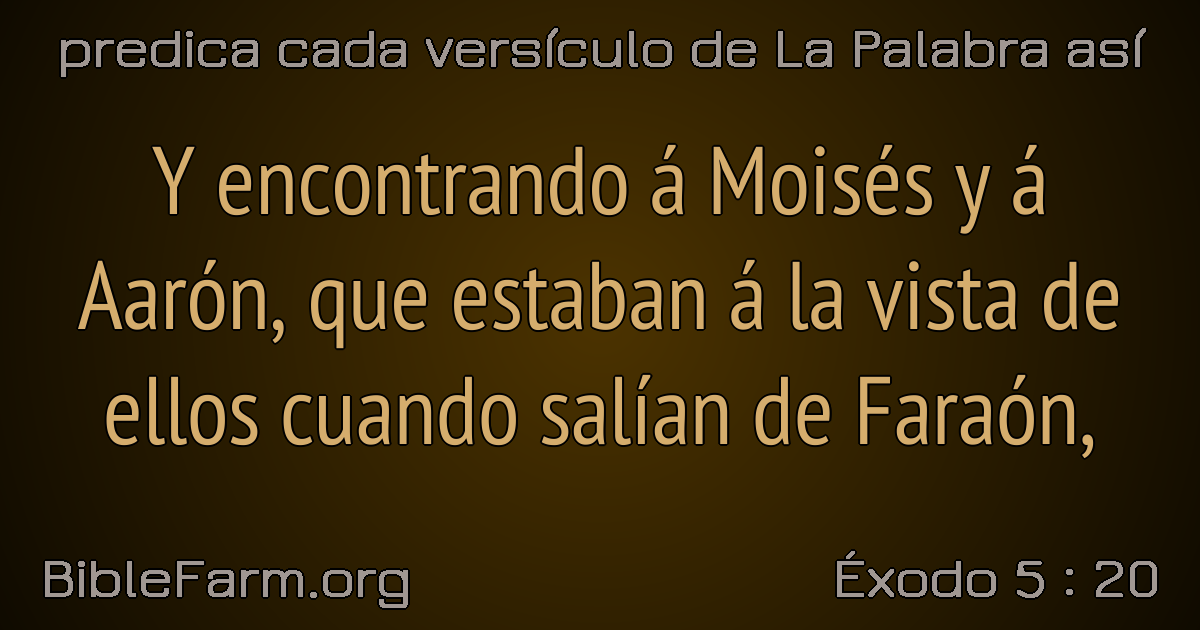 predica cada versículo de La Palabra así
Y encontrando á Moisés y á
Aarón, que estaban á la vista de
ellos cuando salían de Faraón,
BibleFarm.org
Éxodo 5 : 20